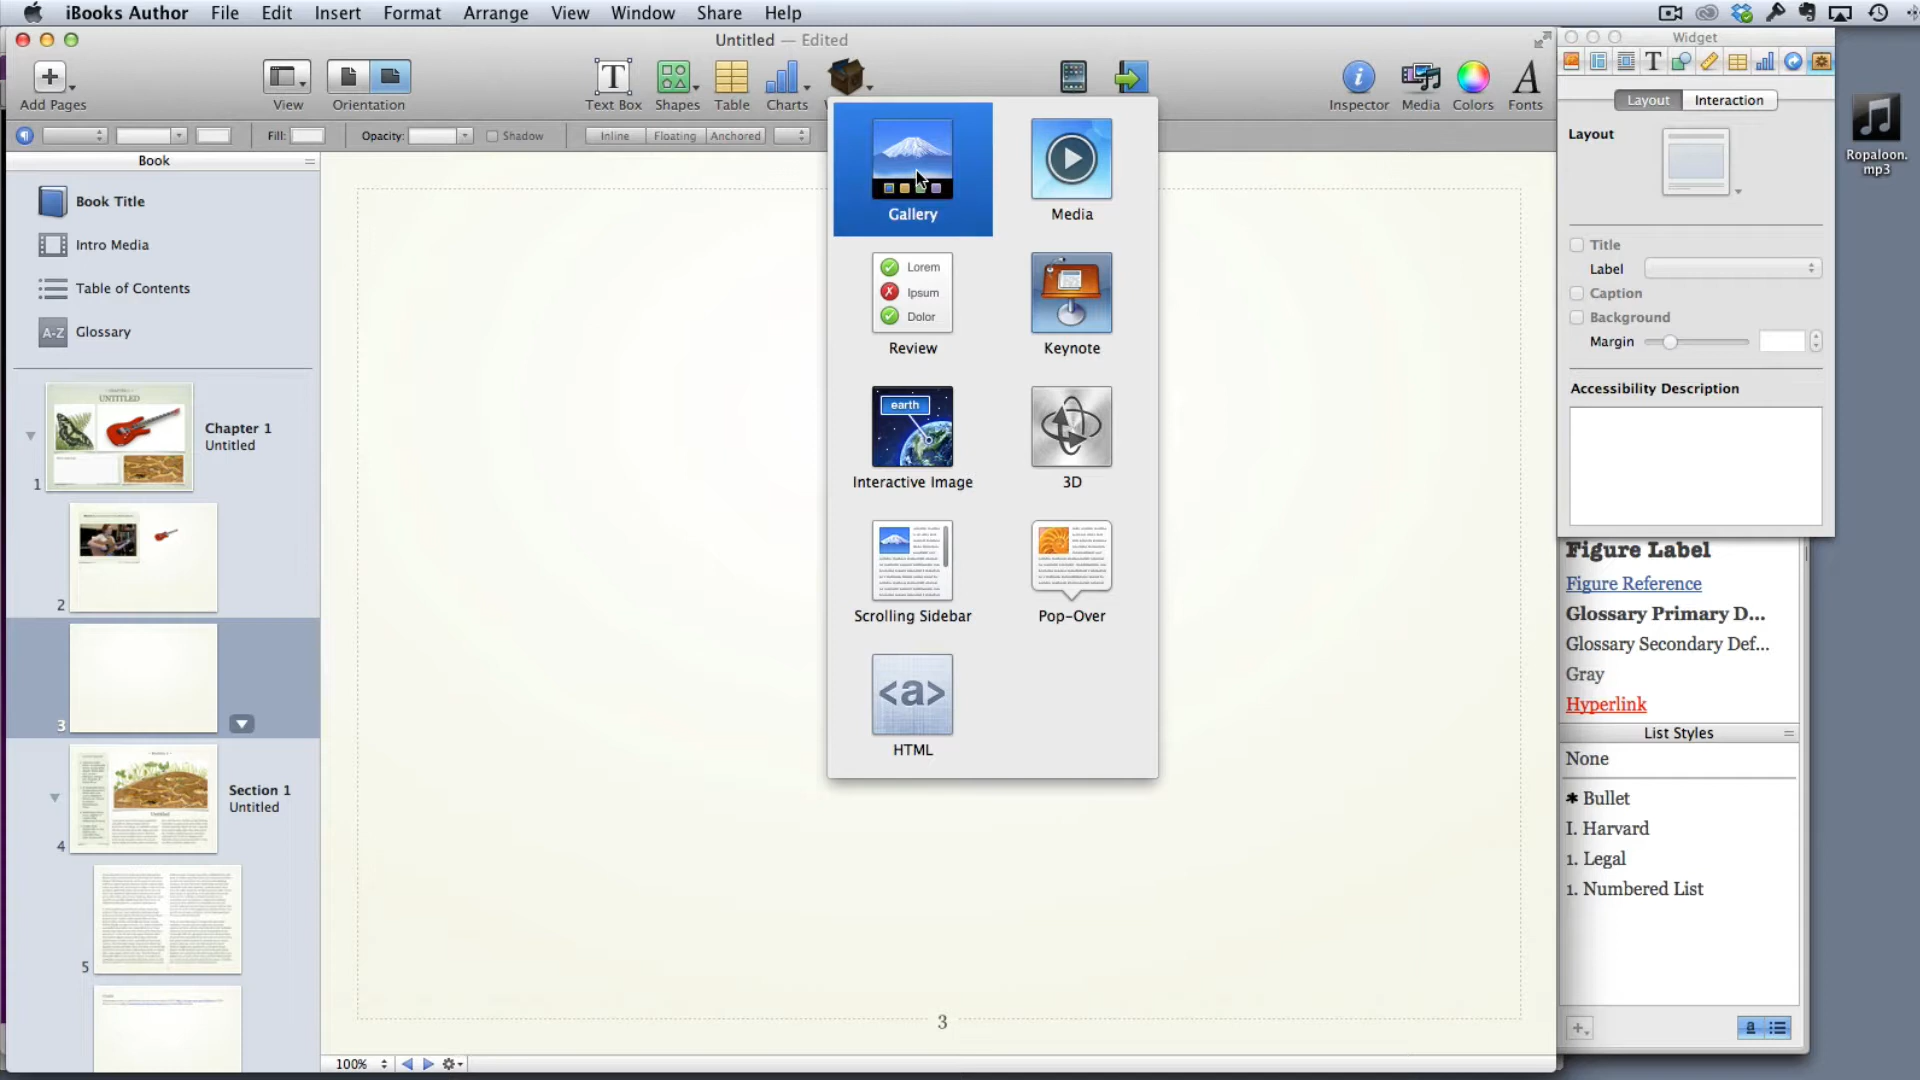 iBooks Author File Edit Insert Format Arrange View Window Share Help
Untitled — Edited
Widget
Add Pages View Orientation Text Box Shapes Table Charts Inspector Media Colors Fonts
Fill: Opacity: Shadow Inline Floating Anchored
Book
Book Title
Intro Media
Table of Contents
A-Z Glossary
UNTITLED
Chapter 1
Untitled
1
2
3
Section 1
Untitled
4
5
Gallery
Media
Lorem
Ipsum
Dolor
Review
Keynote
earth
Interactive Image
3D
Scrolling Sidebar
Pop-Over
<a>
HTML
3
100%
Layout Interaction
Layout
Title
Label
Caption
Background
Margin
Accessibility Description
Figure Label
Figure Reference
Glossary Primary D...
Glossary Secondary Def...
Gray
Hyperlink
List Styles
None
✱ Bullet
I. Harvard
1. Legal
1. Numbered List
a
Ropaloon.
mp3